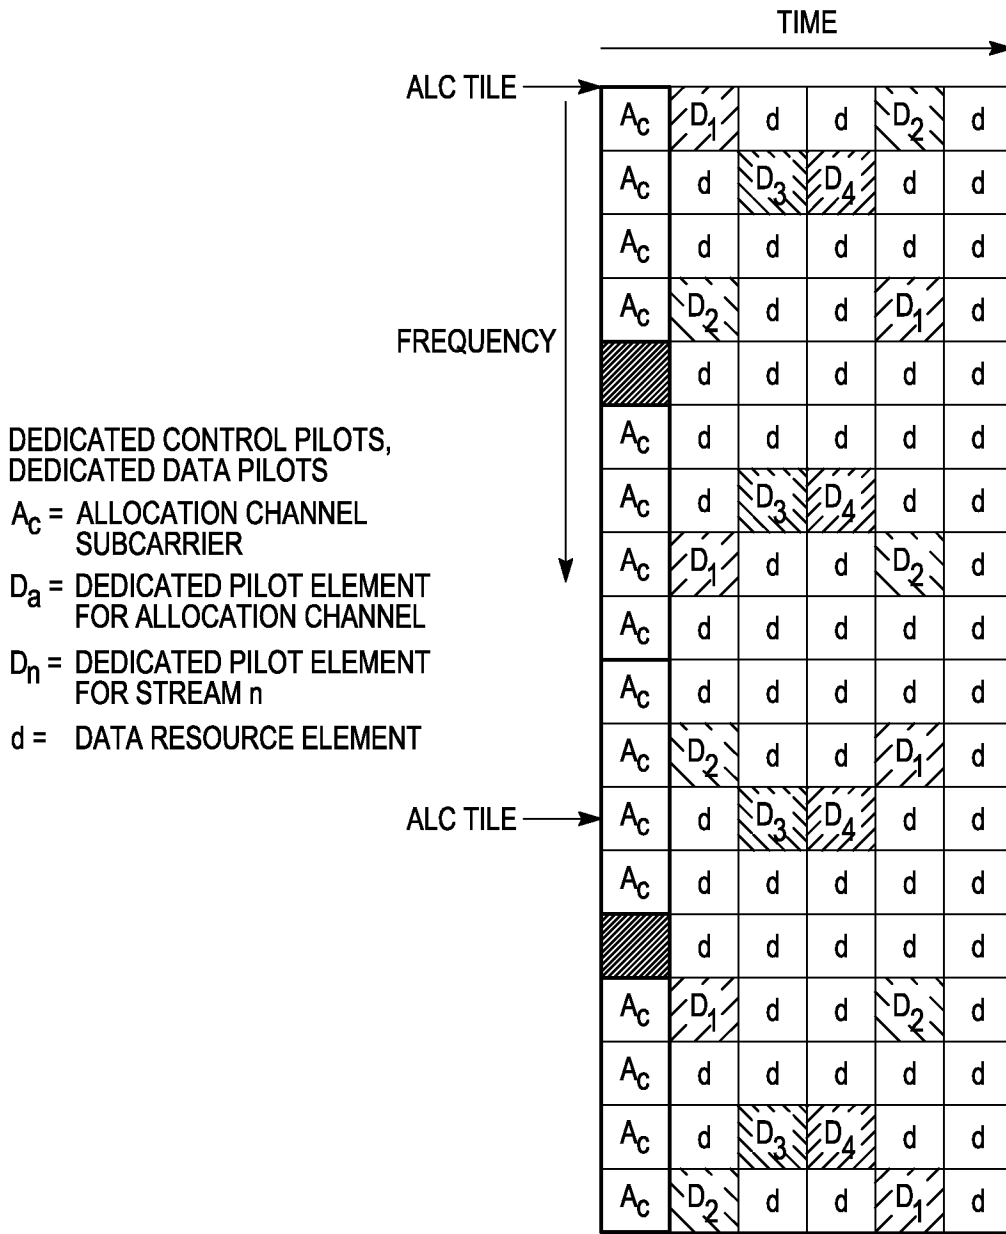 TIME
ALC TILE
FREQUENCY
DEDICATED CONTROL PILOTS,
DEDICATED DATA PILOTS
Ac = ALLOCATION CHANNEL
SUBCARRIER
Da = DEDICATED PILOT ELEMENT
FOR ALLOCATION CHANNEL
Dn = DEDICATED PILOT ELEMENT
FOR STREAM n
d = DATA RESOURCE ELEMENT
ALC TILE
Ac D1 d d D2 d
Ac d D3 D4 d d
Ac d d d d d
Ac D2 d d D1 d
d d d d d
Ac d d d d d
Ac d D3 D4 d d
Ac D1 d d D2 d
Ac d d d d d
Ac d d d d d
Ac D2 d d D1 d
Ac d D3 D4 d d
Ac d d d d d
d d d d d
Ac D1 d d D2 d
Ac d d d d d
Ac d D3 D4 d d
Ac D2 d d D1 d